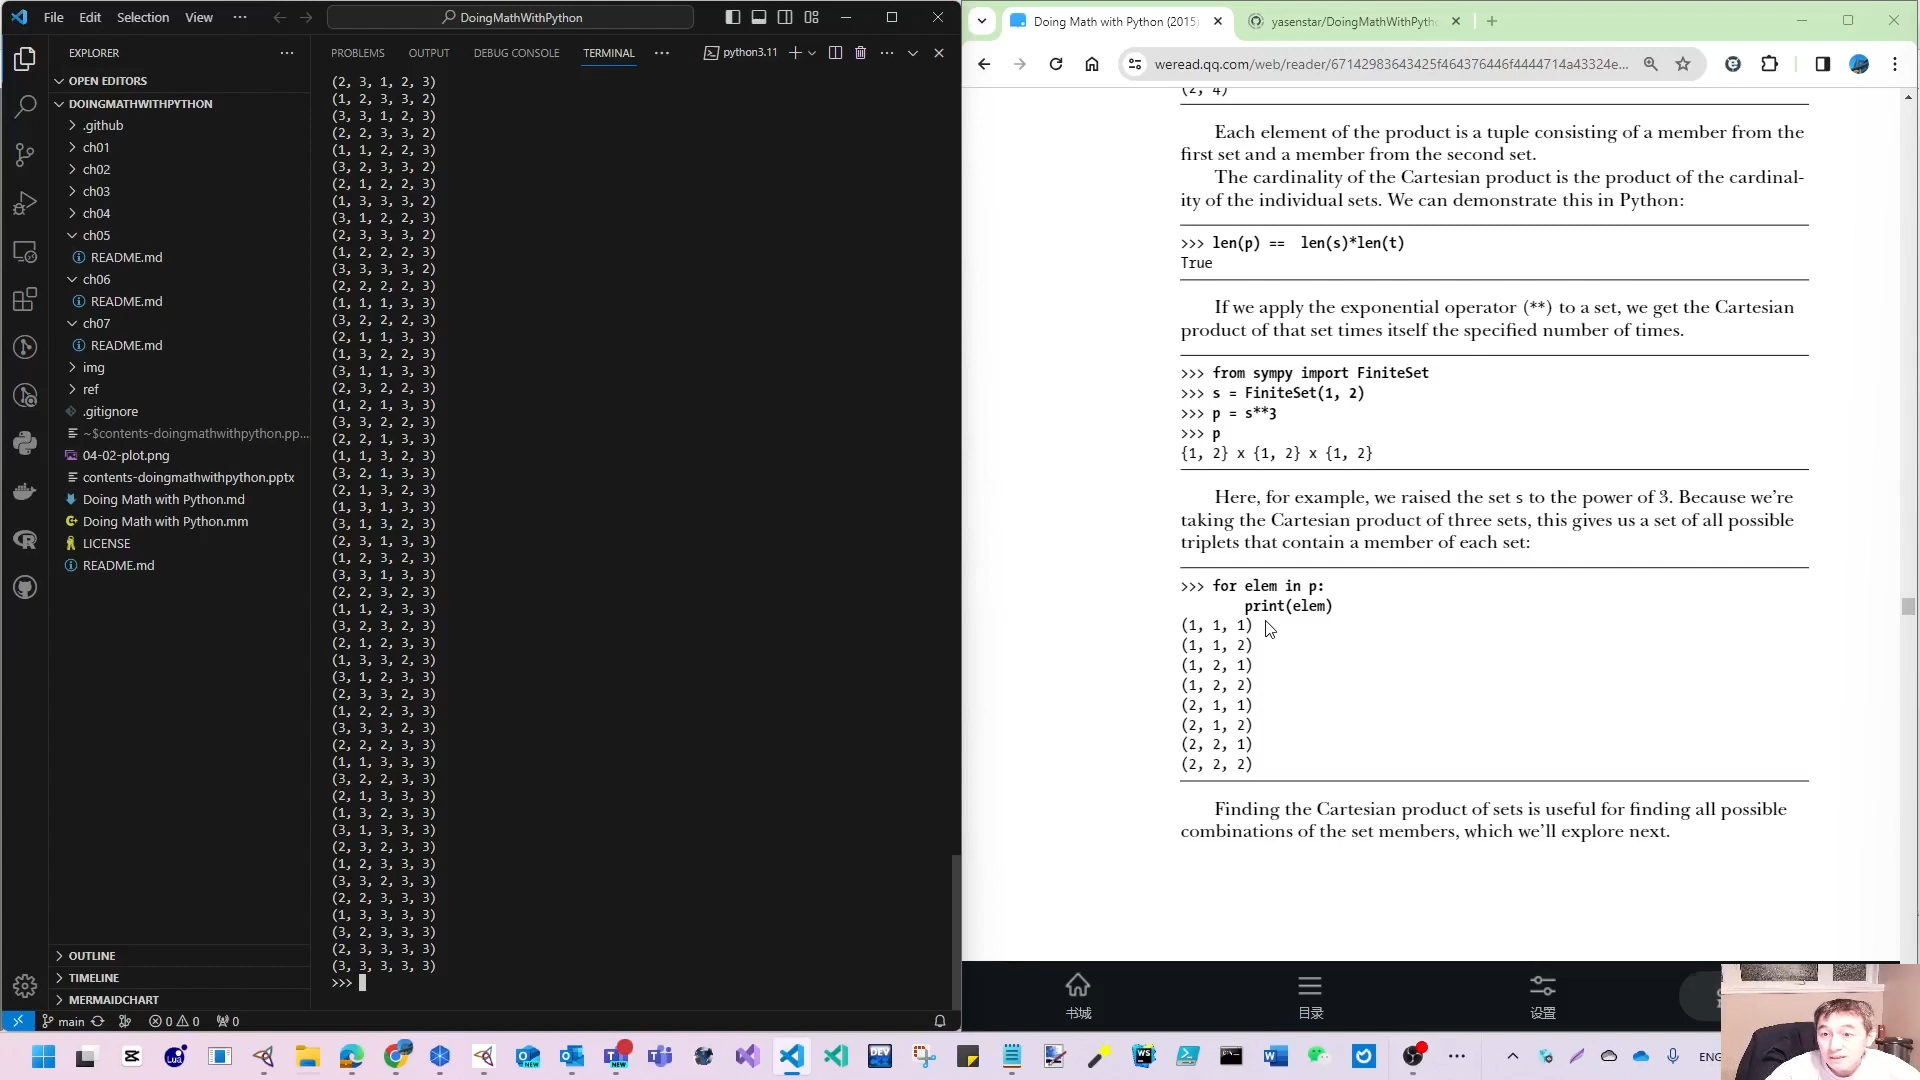 File Edit Selection View ···
DoingMathWithPython
EXPLORER
OPEN EDITORS
DOINGMATHWITHPYTHON
.github
ch01
ch02
ch03
ch04
ch05
README.md
ch06
README.md
ch07
README.md
img
ref
.gitignore
~$contents-doingmathwithpython.pp...
04-02-plot.png
contents-doingmathwithpython.pptx
Doing Math with Python.md
Doing Math with Python.mm
LICENSE
README.md
OUTLINE
TIMELINE
MERMAIDCHART
main
0 0
0
PROBLEMS OUTPUT DEBUG CONSOLE TERMINAL ···
python3.11
(2, 3, 1, 2, 3)
(1, 2, 3, 3, 2)
(3, 3, 1, 2, 3)
(2, 2, 3, 3, 2)
(1, 1, 2, 2, 3)
(3, 2, 3, 3, 2)
(2, 1, 2, 2, 3)
(1, 3, 3, 3, 2)
(3, 1, 2, 2, 3)
(2, 3, 3, 3, 2)
(1, 2, 2, 2, 3)
(3, 3, 3, 3, 2)
(2, 2, 2, 2, 3)
(1, 1, 1, 3, 3)
(3, 2, 2, 2, 3)
(2, 1, 1, 3, 3)
(1, 3, 2, 2, 3)
(3, 1, 1, 3, 3)
(2, 3, 2, 2, 3)
(1, 2, 1, 3, 3)
(3, 3, 2, 2, 3)
(2, 2, 1, 3, 3)
(1, 1, 3, 2, 3)
(3, 2, 1, 3, 3)
(2, 1, 3, 2, 3)
(1, 3, 1, 3, 3)
(3, 1, 3, 2, 3)
(2, 3, 1, 3, 3)
(1, 2, 3, 2, 3)
(3, 3, 1, 3, 3)
(2, 2, 3, 2, 3)
(1, 1, 2, 3, 3)
(3, 2, 3, 2, 3)
(2, 1, 2, 3, 3)
(1, 3, 3, 2, 3)
(3, 1, 2, 3, 3)
(2, 3, 3, 2, 3)
(1, 2, 2, 3, 3)
(3, 3, 3, 2, 3)
(2, 2, 2, 3, 3)
(1, 1, 3, 3, 3)
(3, 2, 2, 3, 3)
(2, 1, 3, 3, 3)
(1, 3, 2, 3, 3)
(3, 1, 3, 3, 3)
(2, 3, 2, 3, 3)
(1, 2, 3, 3, 3)
(3, 3, 2, 3, 3)
(2, 2, 3, 3, 3)
(1, 3, 3, 3, 3)
(3, 2, 3, 3, 3)
(2, 3, 3, 3, 3)
(3, 3, 3, 3, 3)
>>>
Doing Math with Python (2015)
yasenstar/DoingMathWithPytho
weread.qq.com/web/reader/67142983643425f464376446f4444714a43324e...
(2, 4)
Each element of the product is a tuple consisting of a member from the
first set and a member from the second set.
The cardinality of the Cartesian product is the product of the cardinal-
ity of the individual sets. We can demonstrate this in Python:
>>> len(p) == len(s)*len(t)
True
If we apply the exponential operator (**) to a set, we get the Cartesian
product of that set times itself the specified number of times.
>>> from sympy import FiniteSet
>>> s = FiniteSet(1, 2)
>>> p = s**3
>>> p
{1, 2} x {1, 2} x {1, 2}
Here, for example, we raised the set s to the power of 3. Because we're
taking the Cartesian product of three sets, this gives us a set of all possible
triplets that contain a member of each set:
>>> for elem in p:
print(elem)
(1, 1, 1)
(1, 1, 2)
(1, 2, 1)
(1, 2, 2)
(2, 1, 1)
(2, 1, 2)
(2, 2, 1)
(2, 2, 2)
Finding the Cartesian product of sets is useful for finding all possible
combinations of the set members, which we'll explore next.
书城
目录
设置
ENG